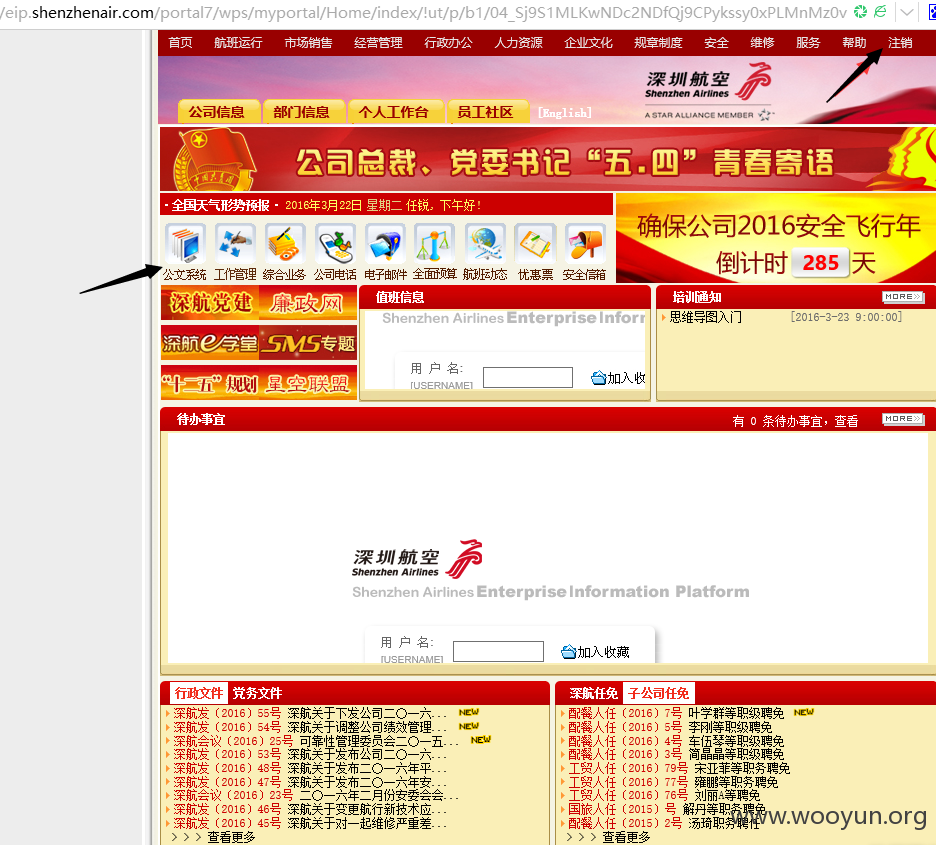 /eip.shenzhenair.com/portal7/wps/myportal/Home/index/!ut/p/b1/04_Sj9S1MLKwNDc2NDfQj9CPykssy0xPLMnMz0v
首页 航班运行 市场销售 经营管理 行政办公 人力资源 企业文化 规章制度 安全 维修 服务 帮助 注销
深圳航空
Shenzhen Airlines
A STAR ALLIANCE MEMBER
公司信息 部门信息 个人工作台 员工社区 [English]
公司总裁、党委书记“五.四”青春寄语
·全国天气形势预报· 2016年3月22日 星期二 任锐，下午好！
确保公司2016安全飞行年
倒计时 285 天
公文系统 工作管理 综合业务 公司电话 电子邮件 全面预算 航班动态 优惠票 安全信箱
深航党建 廉政网
深航e学堂 SMS专题
“十二五”规划 星空联盟
值班信息
Shenzhen Airlines Enterprise Infor
用 户 名:
[USERNAME]
加入收
培训通知 MORE
思维导图入门 [2016-3-23 9:00:00]
待办事宜 有 0 条待办事宜，查看 MORE
深圳航空
Shenzhen Airlines
Shenzhen Airlines Enterprise Information Platform
用 户 名:
[USERNAME]
加入收藏
行政文件 党务文件
深航发（2016）55号 深航关于下发公司二〇一六... NEW
深航发（2016）54号 深航关于调整公司绩效管理... NEW
深航会议（2016）25号 可靠性管理委员会二〇一五... NEW
深航发（2016）53号 深航关于发布二〇一六...
深航发（2016）48号 深航关于发布二〇一六年平...
深航发（2016）47号 深航关于发布二〇一六年安...
深航会议（2016）23号 二〇一六年二月份安委会会...
深航发（2016）46号 深航关于变更航行新技术应...
深航发（2016）45号 深航关于对一起维修严重差...
>>>查看更多
深航任免 子公司任免
配餐人任（2016）7号 叶学群等职级聘免 NEW
配餐人任（2016）5号 李刚等职级聘免
配餐人任（2016）4号 车伍琴等职级聘免
配餐人任（2016）3号 简晶晶等职级聘免
工贸人任（2016）79号 宋亚菲等职务聘免
工贸人任（2016）77号 雍鹏等职务聘免
工贸人任（2016）76号 刘丽A等聘免
国旅人任（2015）号 解丹等职务聘免
配餐人任（2015）2号 汤琦职务聘任
>>>查看更多
www.wooyun.org